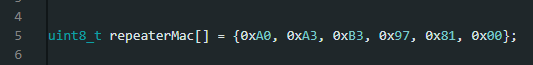 4
5 uint8_t repeaterMac[] = {0xA0, 0xA3, 0xB3, 0x97, 0x81, 0x00};
6